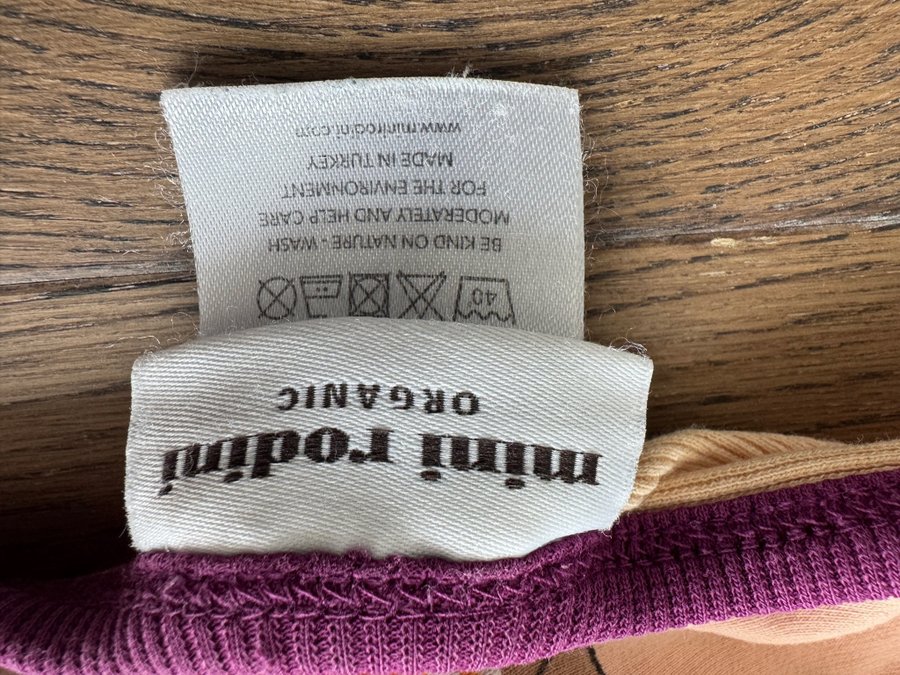 mini rodini
ORGANIC
40
BE KIND ON NATURE - WASH
MODERATELY AND HELP CARE
FOR THE ENVIRONMENT
MADE IN TURKEY
www.minirodini.com